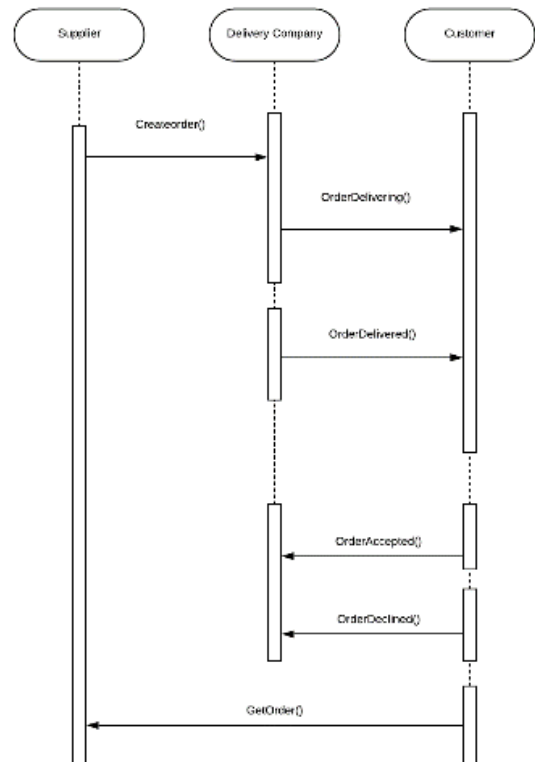 Supplier
Delivery Company
Customer
Createorder()
OrderDelivering()
OrderDelivered()
OrderAccepted()
OrderDeclined()
GetOrder()